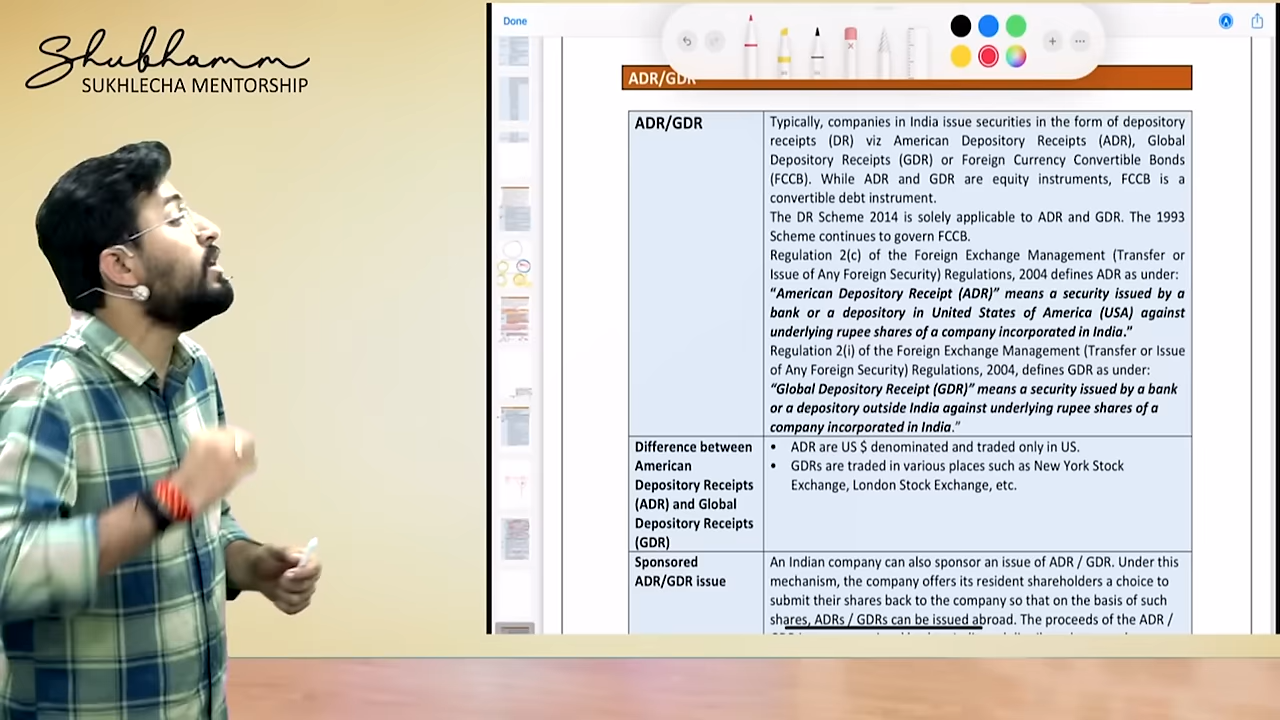 Shubhamm
SUKHLECHA MENTORSHIP
Done
ADR/GDR
ADR/GDR
Typically, companies in India issue securities in the form of depository
receipts (DR) viz American Depository Receipts (ADR), Global
Depository Receipts (GDR) or Foreign Currency Convertible Bonds
(FCCB). While ADR and GDR are equity instruments, FCCB is a
convertible debt instrument.
The DR Scheme 2014 is solely applicable to ADR and GDR. The 1993
Scheme continues to govern FCCB.
Regulation 2(c) of the Foreign Exchange Management (Transfer or
Issue of Any Foreign Security) Regulations, 2004 defines ADR as under:
“American Depository Receipt (ADR)” means a security issued by a
bank or a depository in United States of America (USA) against
unerlying rupee shares of a company incorporated in India.”
Regulation 2(i) of the Foreign Exchange Management (Transfer or Issue
of Any Foreign Security) Regulations, 2004, defines GDR as under:
“Global Depository Receipt (GDR)” means a security issued by a bank
or a depository outside India against underlying rupee shares of a
company incorporated in India.”
Difference between
American
Depository Receipts
(ADR) and Global
Depository Receipts
(GDR)
• ADR are US $ denominated and traded only in US.
• GDRs are traded in various places such as New York Stock
Exchange, London Stock Exchange, etc.
Sponsored
ADR/GDR issue
An Indian company can also sponsor an issue of ADR / GDR. Under this
mechanism, the company offers its resident shareholders a choice to
submit their shares back to the company so that on the basis of such
shares, ADRs / GDRs can be issued abroad. The proceeds of the ADR /